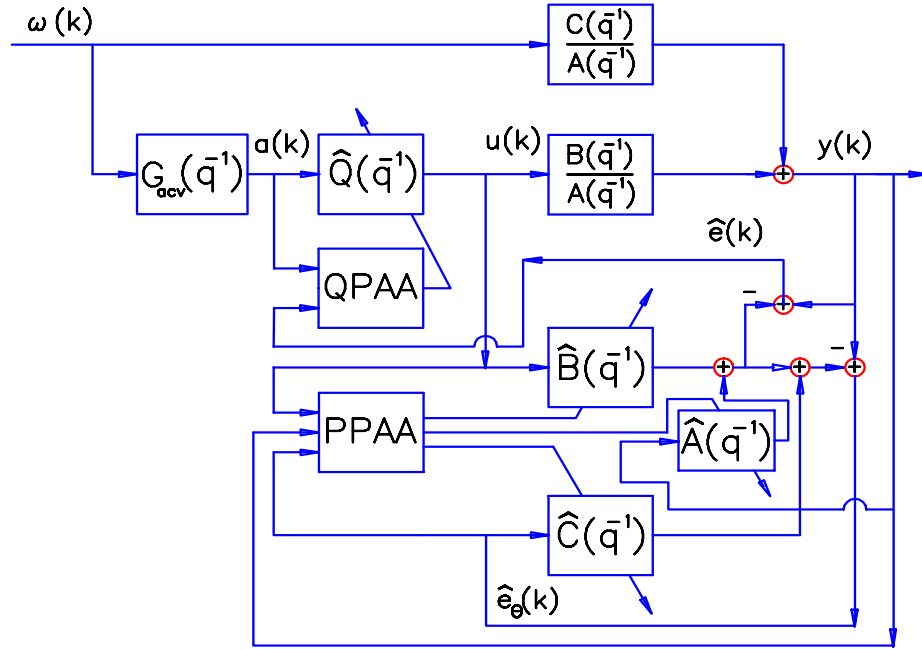 ω(k)
C(q̄¹)
A(q̄¹)
a(k)
u(k)
y(k)
G_acv(q̄¹)
Q̂(q̄¹)
B(q̄¹)
A(q̄¹)
+
ê(k)
QPAA
-
+
B̂(q̄¹)
-
+
+
+
PPAA
Â(q̄¹)
Ĉ(q̄¹)
ê_θ(k)